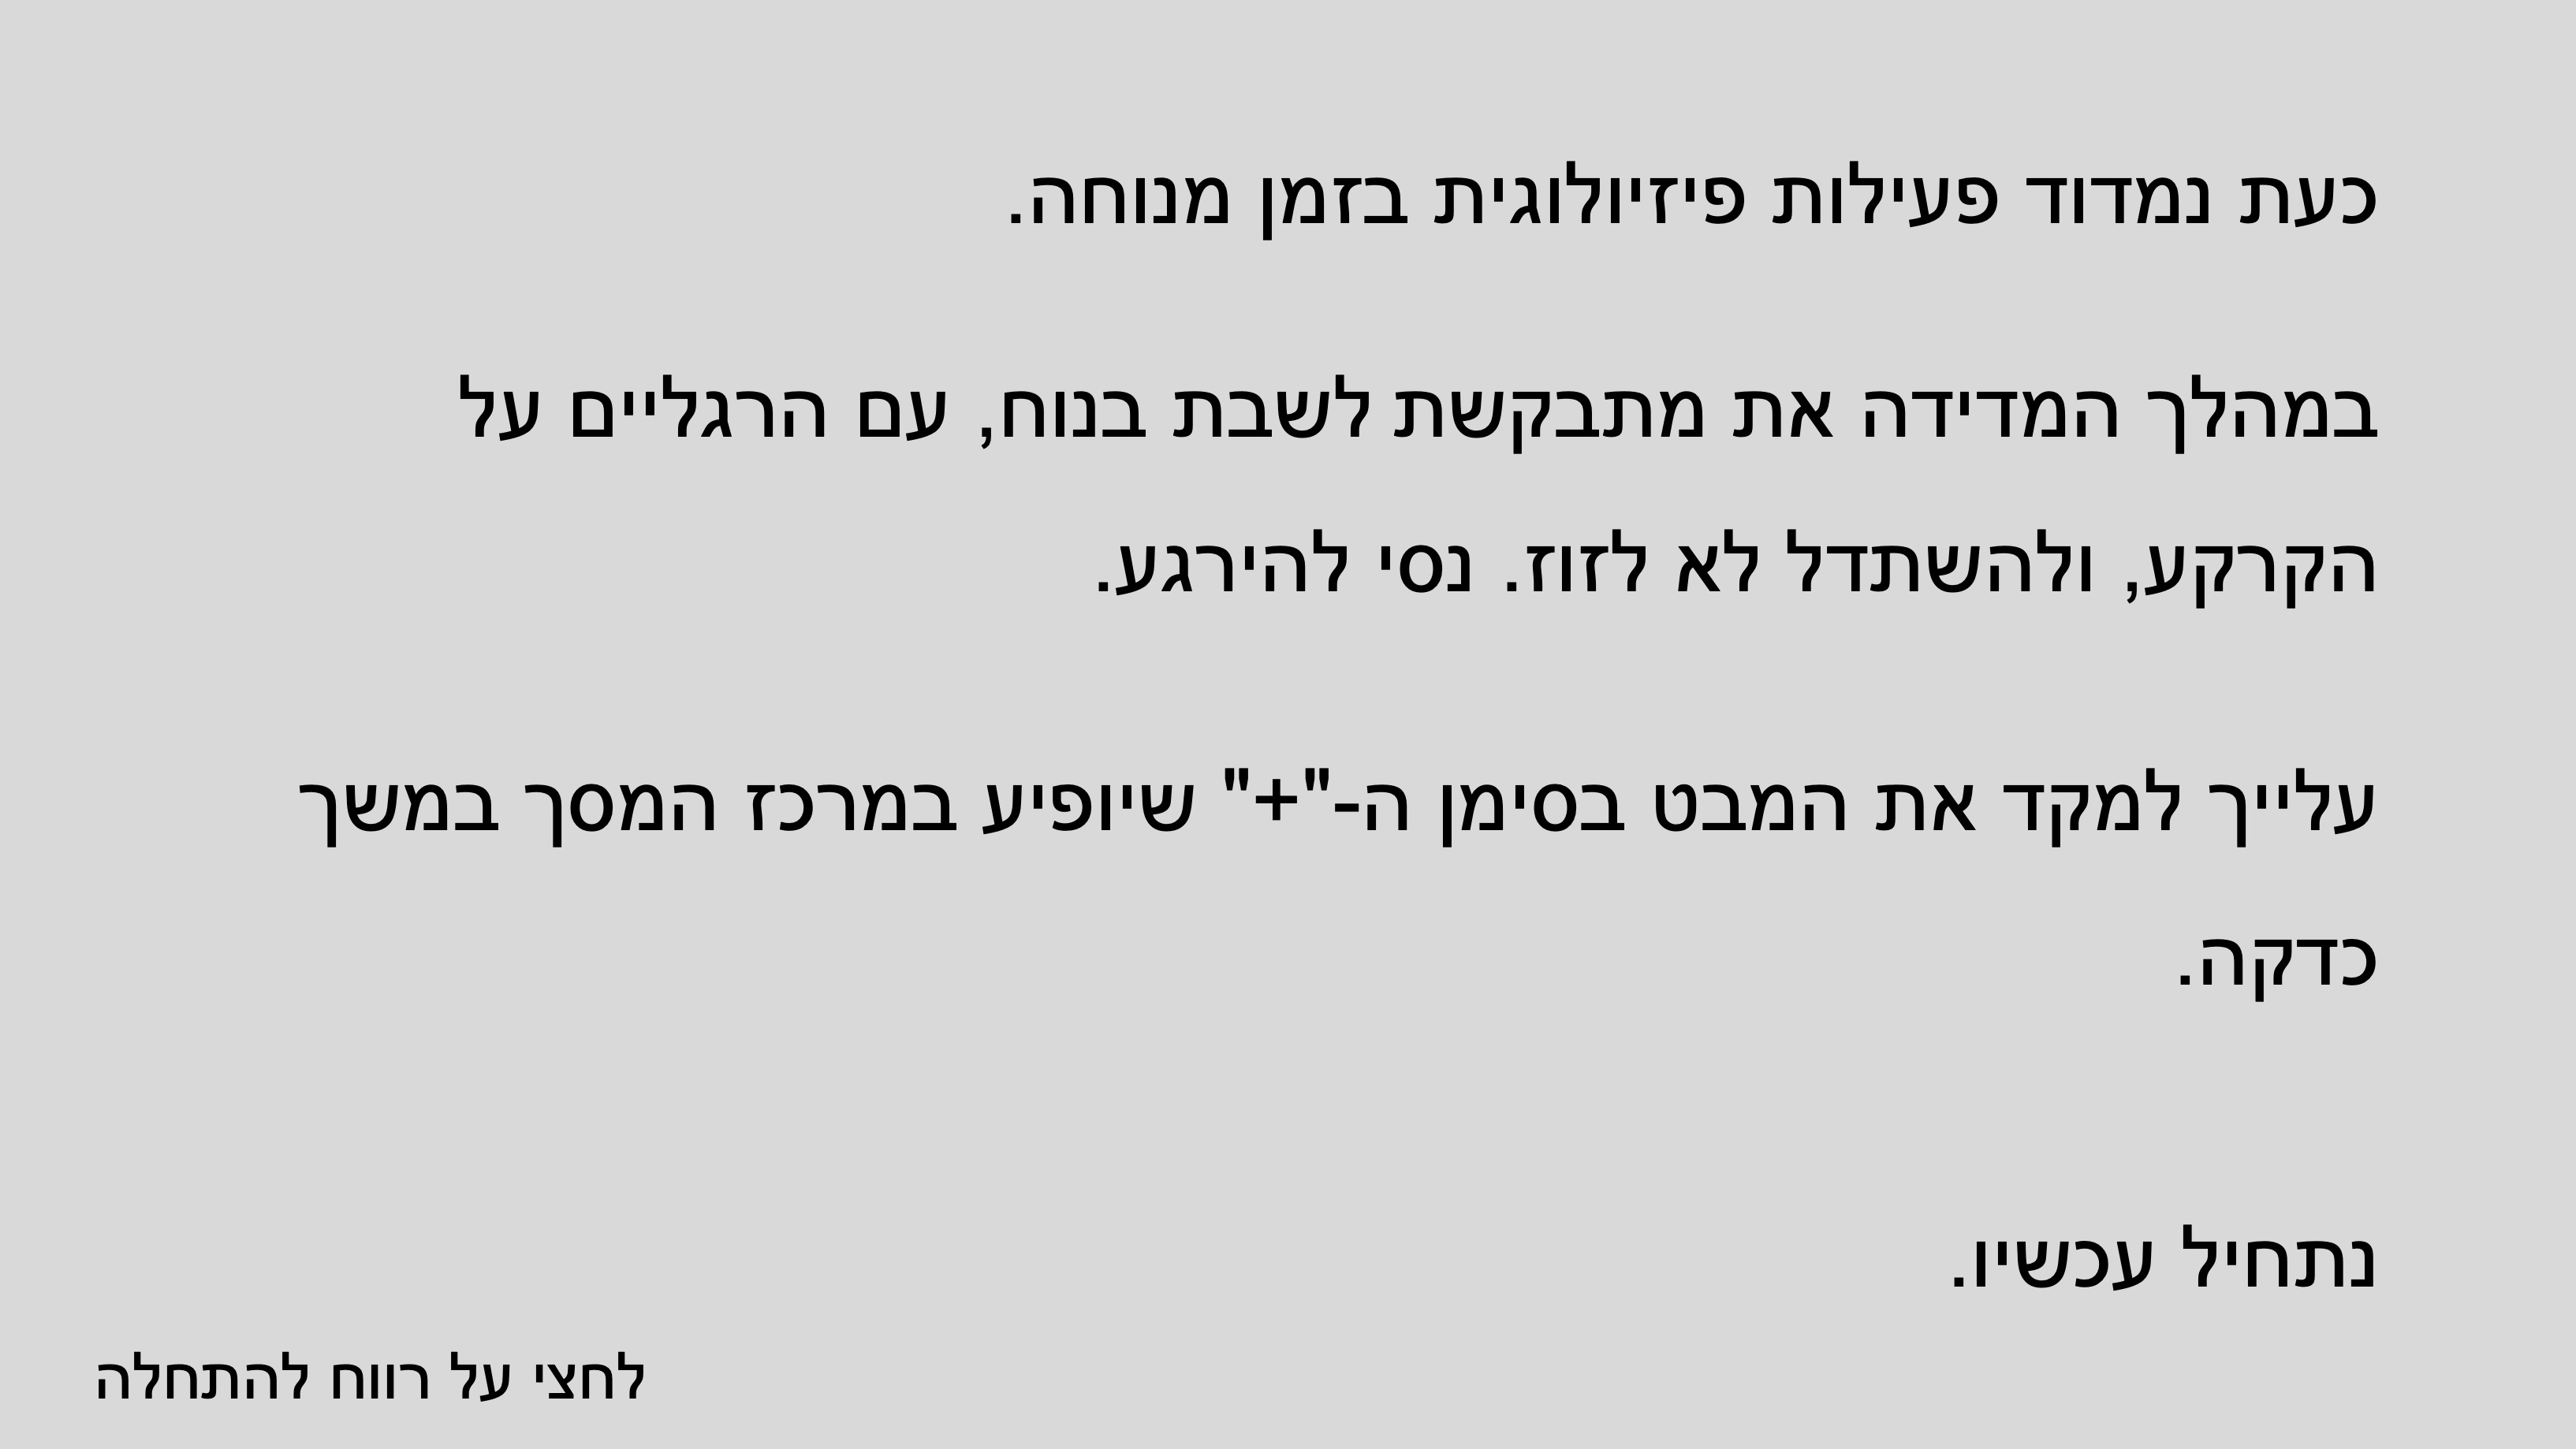 כעת נמדוד פעילות פיזיולוגית בזמן מנוחה.
במהלך המדידה את מתבקשת לשבת בנוח, עם הרגליים על
הקרקע, ולהשתדל לא לזוז. נסי להירגע.
עלייך למקד את המבט בסימן ה-"+" שיופיע במרכז המסך במשך
כדקה.
נתחיל עכשיו.
לחצי על רווח להתחלה